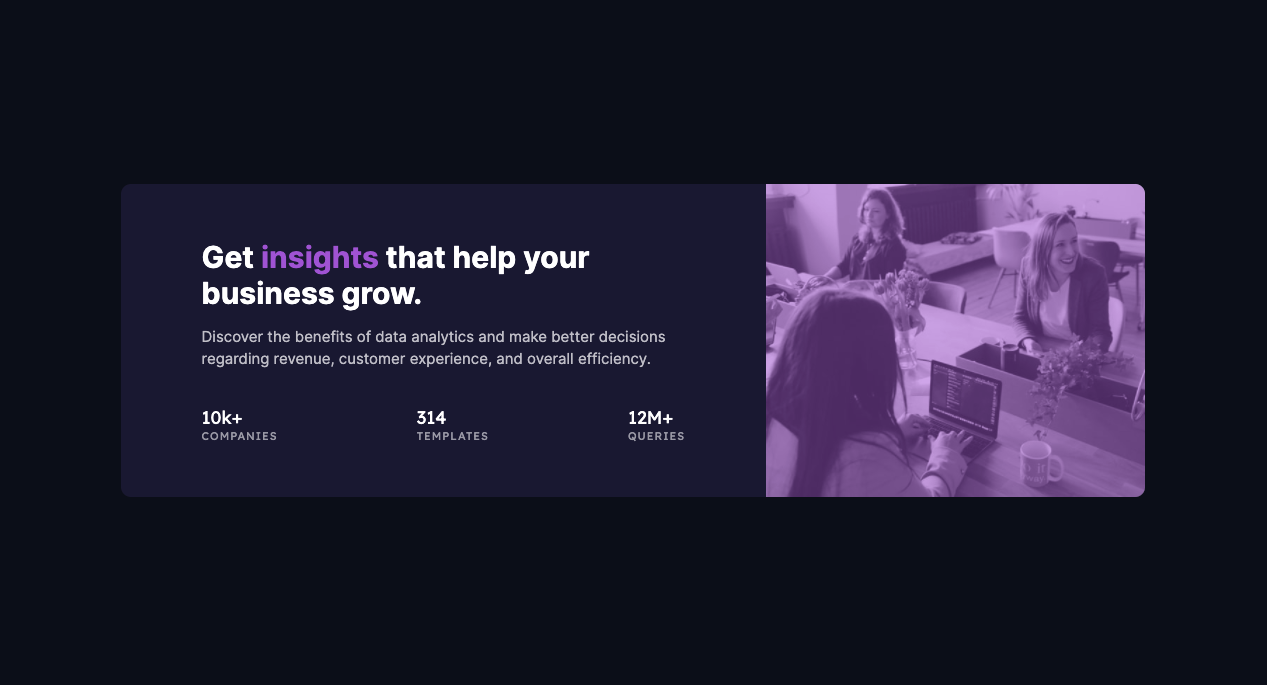 Get insights that help your
business grow.
Discover the benefits of data analytics and make better decisions
regarding revenue, customer experience, and overall efficiency.
10k+ 314 12M+
COMPANIES TEMPLATES QUERIES